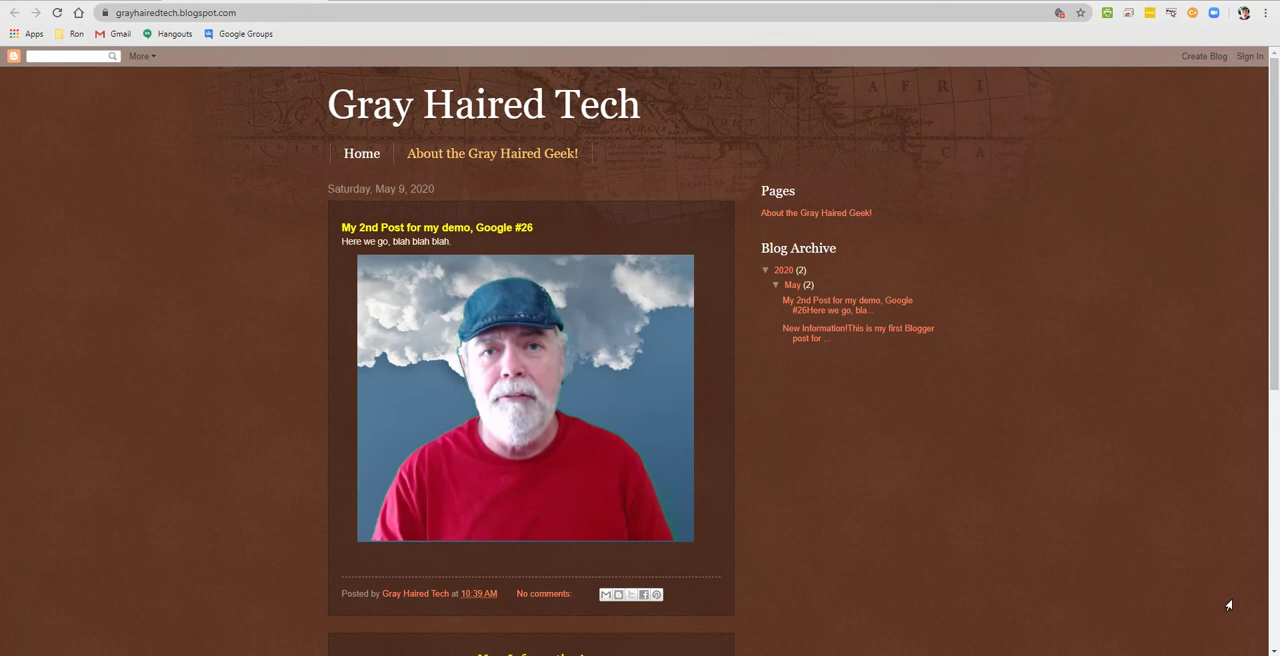 grayhairedtech.blogspot.com
Apps Ron Gmail Hangouts Google Groups
More Create Blog Sign In
Gray Haired Tech
Home About the Gray Haired Geek!
Saturday, May 9, 2020
My 2nd Post for my demo, Google #26
Here we go, blah blah blah.
Posted by Gray Haired Tech at 10:39 AM No comments:
Pages
About the Gray Haired Geek!
Blog Archive
2020 (2)
May (2)
My 2nd Post for my demo, Google
#26Here we go, bla...
New Information!This is my first Blogger
post for ...